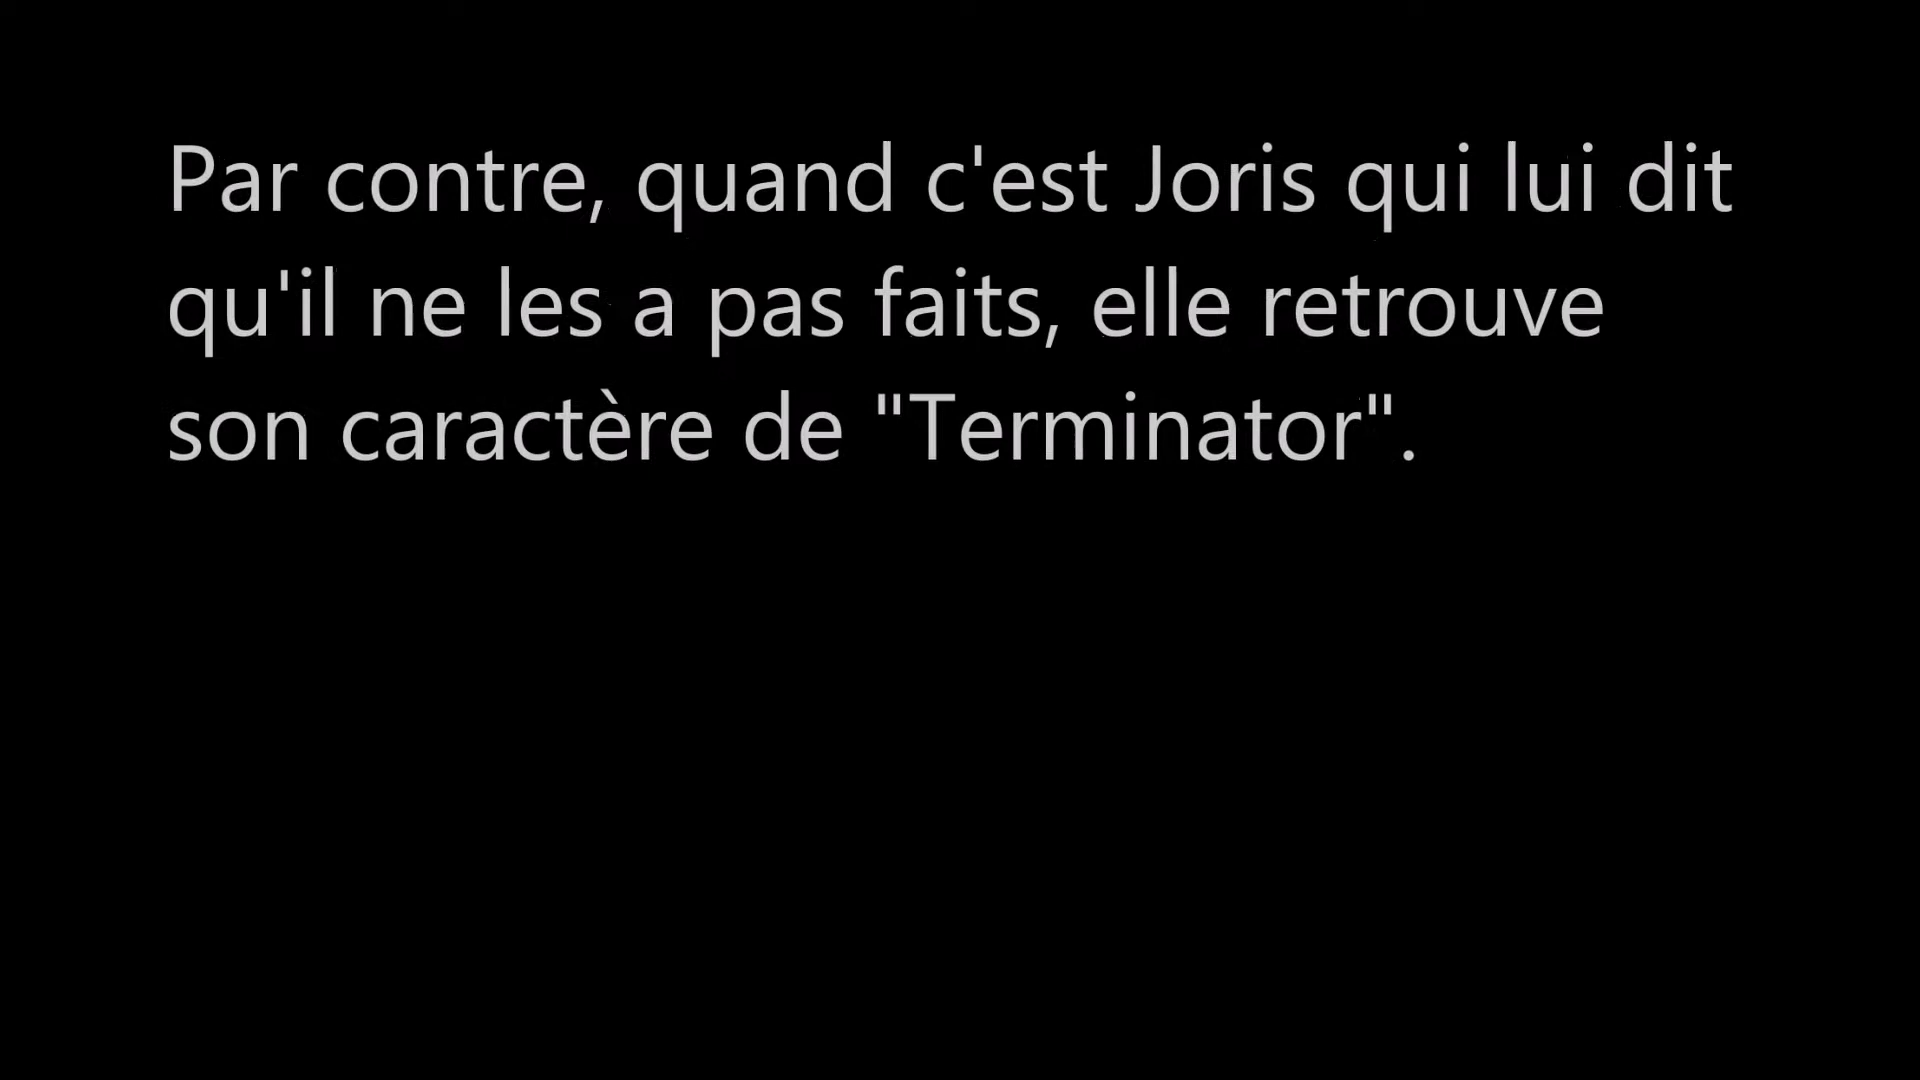 Par contre, quand c'est Joris qui lui dit
qu'il ne les a pas faits, elle retrouve
son caractère de "Terminator".